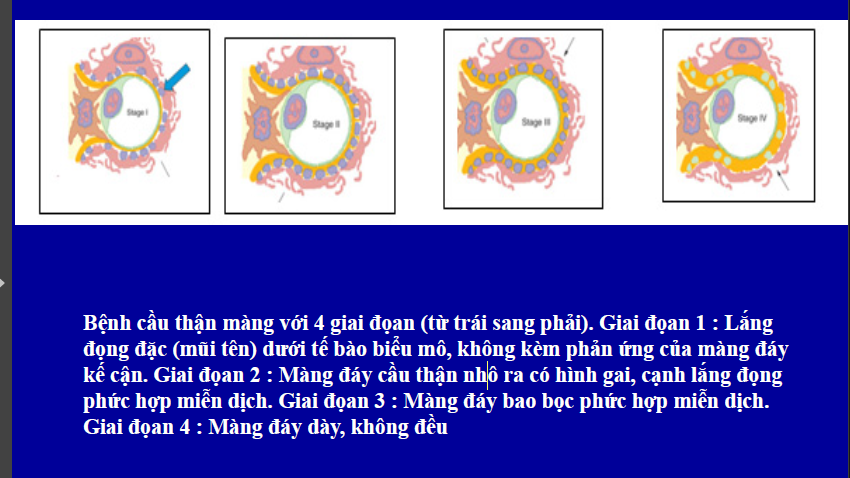 Stage I
Stage II
Stage III
Stage IV
Bệnh cầu thận màng với 4 giai đọan (từ trái sang phải). Giai đọan 1 : Lắng
đọng đặc (mũi tên) dưới tế bào biểu mô, không kèm phản ứng của màng đáy
kế cận. Giai đọan 2 : Màng đáy cầu thận nhô ra có hình gai, cạnh lắng đọng
phức hợp miễn dịch. Giai đọan 3 : Màng đáy bao bọc phức hợp miễn dịch.
Giai đọan 4 : Màng đáy dày, không đều